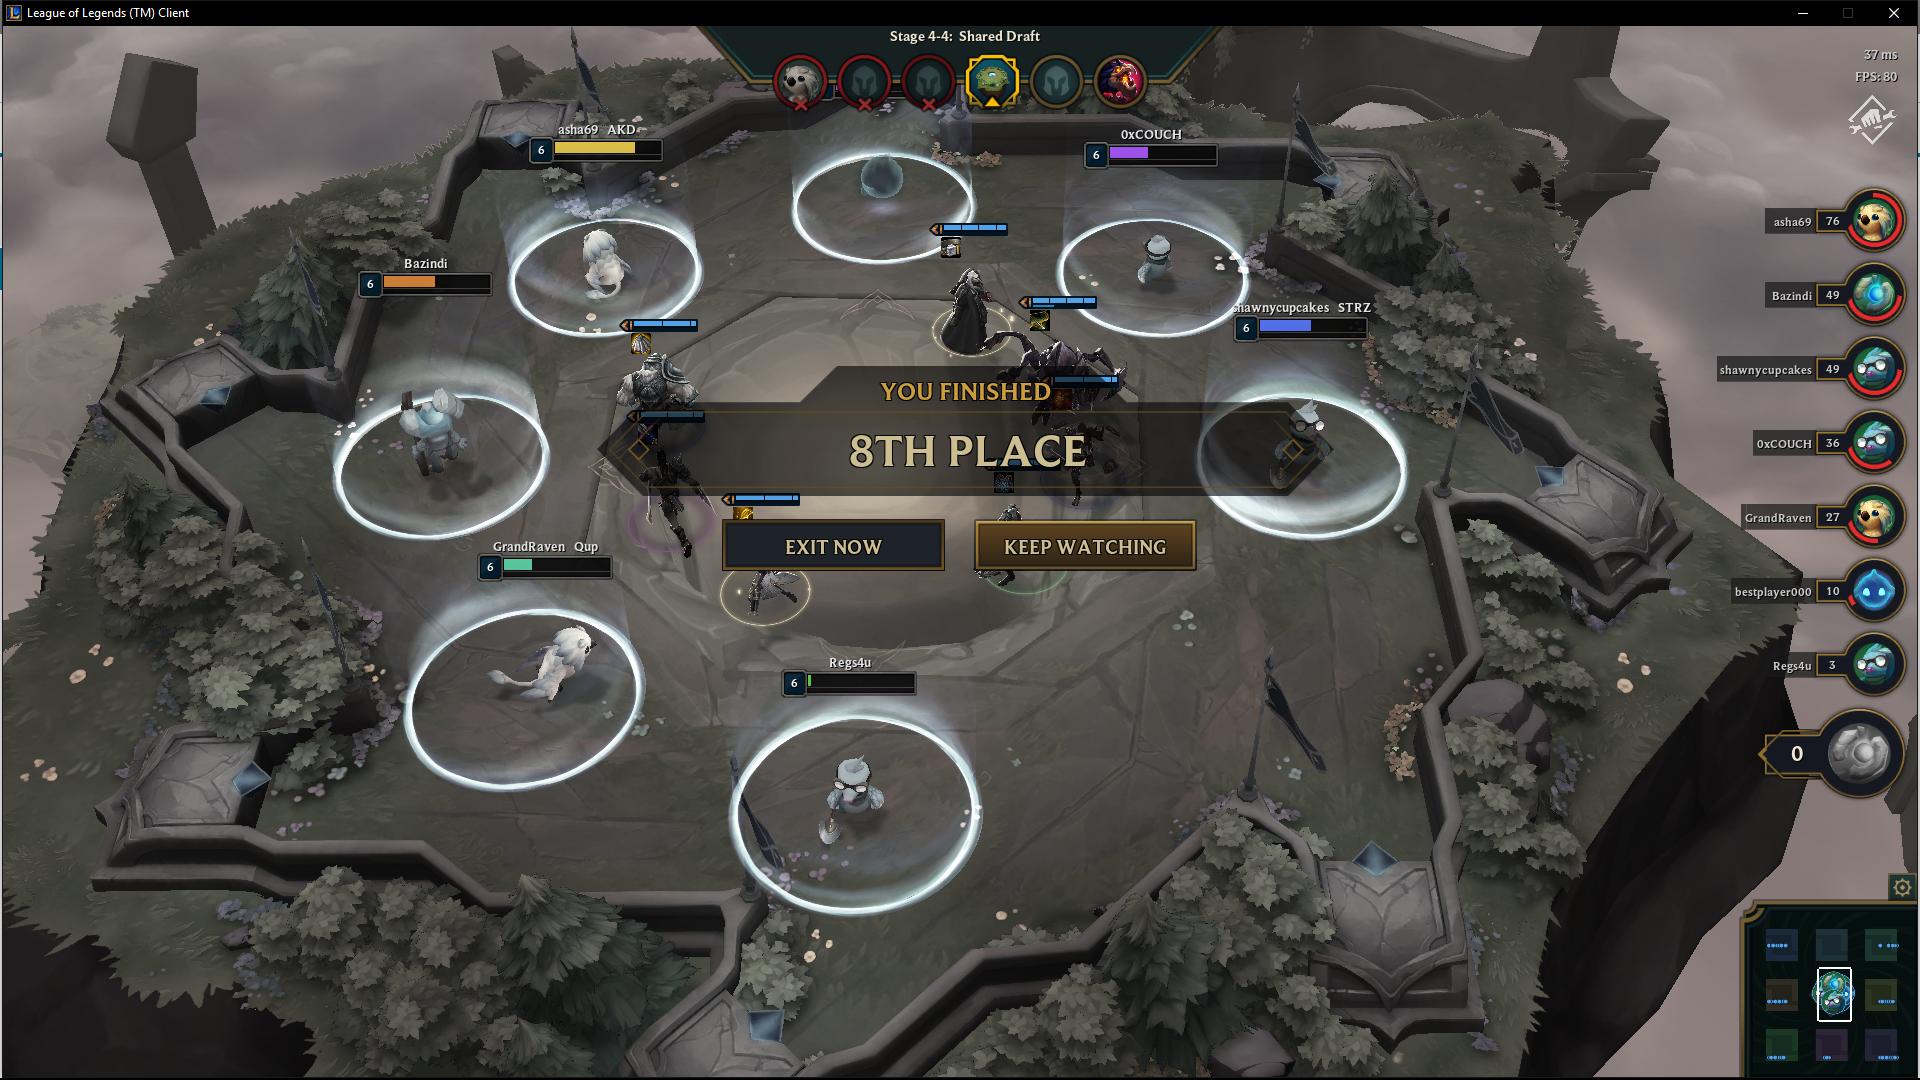 League of Legends (TM) Client
Stage 4-4: Shared Draft
37 ms
FPS: 80
asha69 AKD
6
0xCOUCH
6
Bazindi
6
shawnycupcakes STRZ
6
asha69 76
Bazindi 49
shawnycupcakes 49
0xCOUCH 36
GrandRaven 27
bestplayer000 10
Regs4u 3
0
YOU FINISHED
8TH PLACE
EXIT NOW
KEEP WATCHING
GrandRaven Qup
6
Regs4u
6